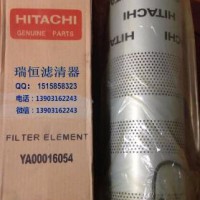 HITACHI
GENUINE PARTS
瑞恒滤清器
QQ: 1515858323
电话: 13903162243
微信: 13903162243
FILTER ELEMENT
YA00016054
HITACHI
HITACHI